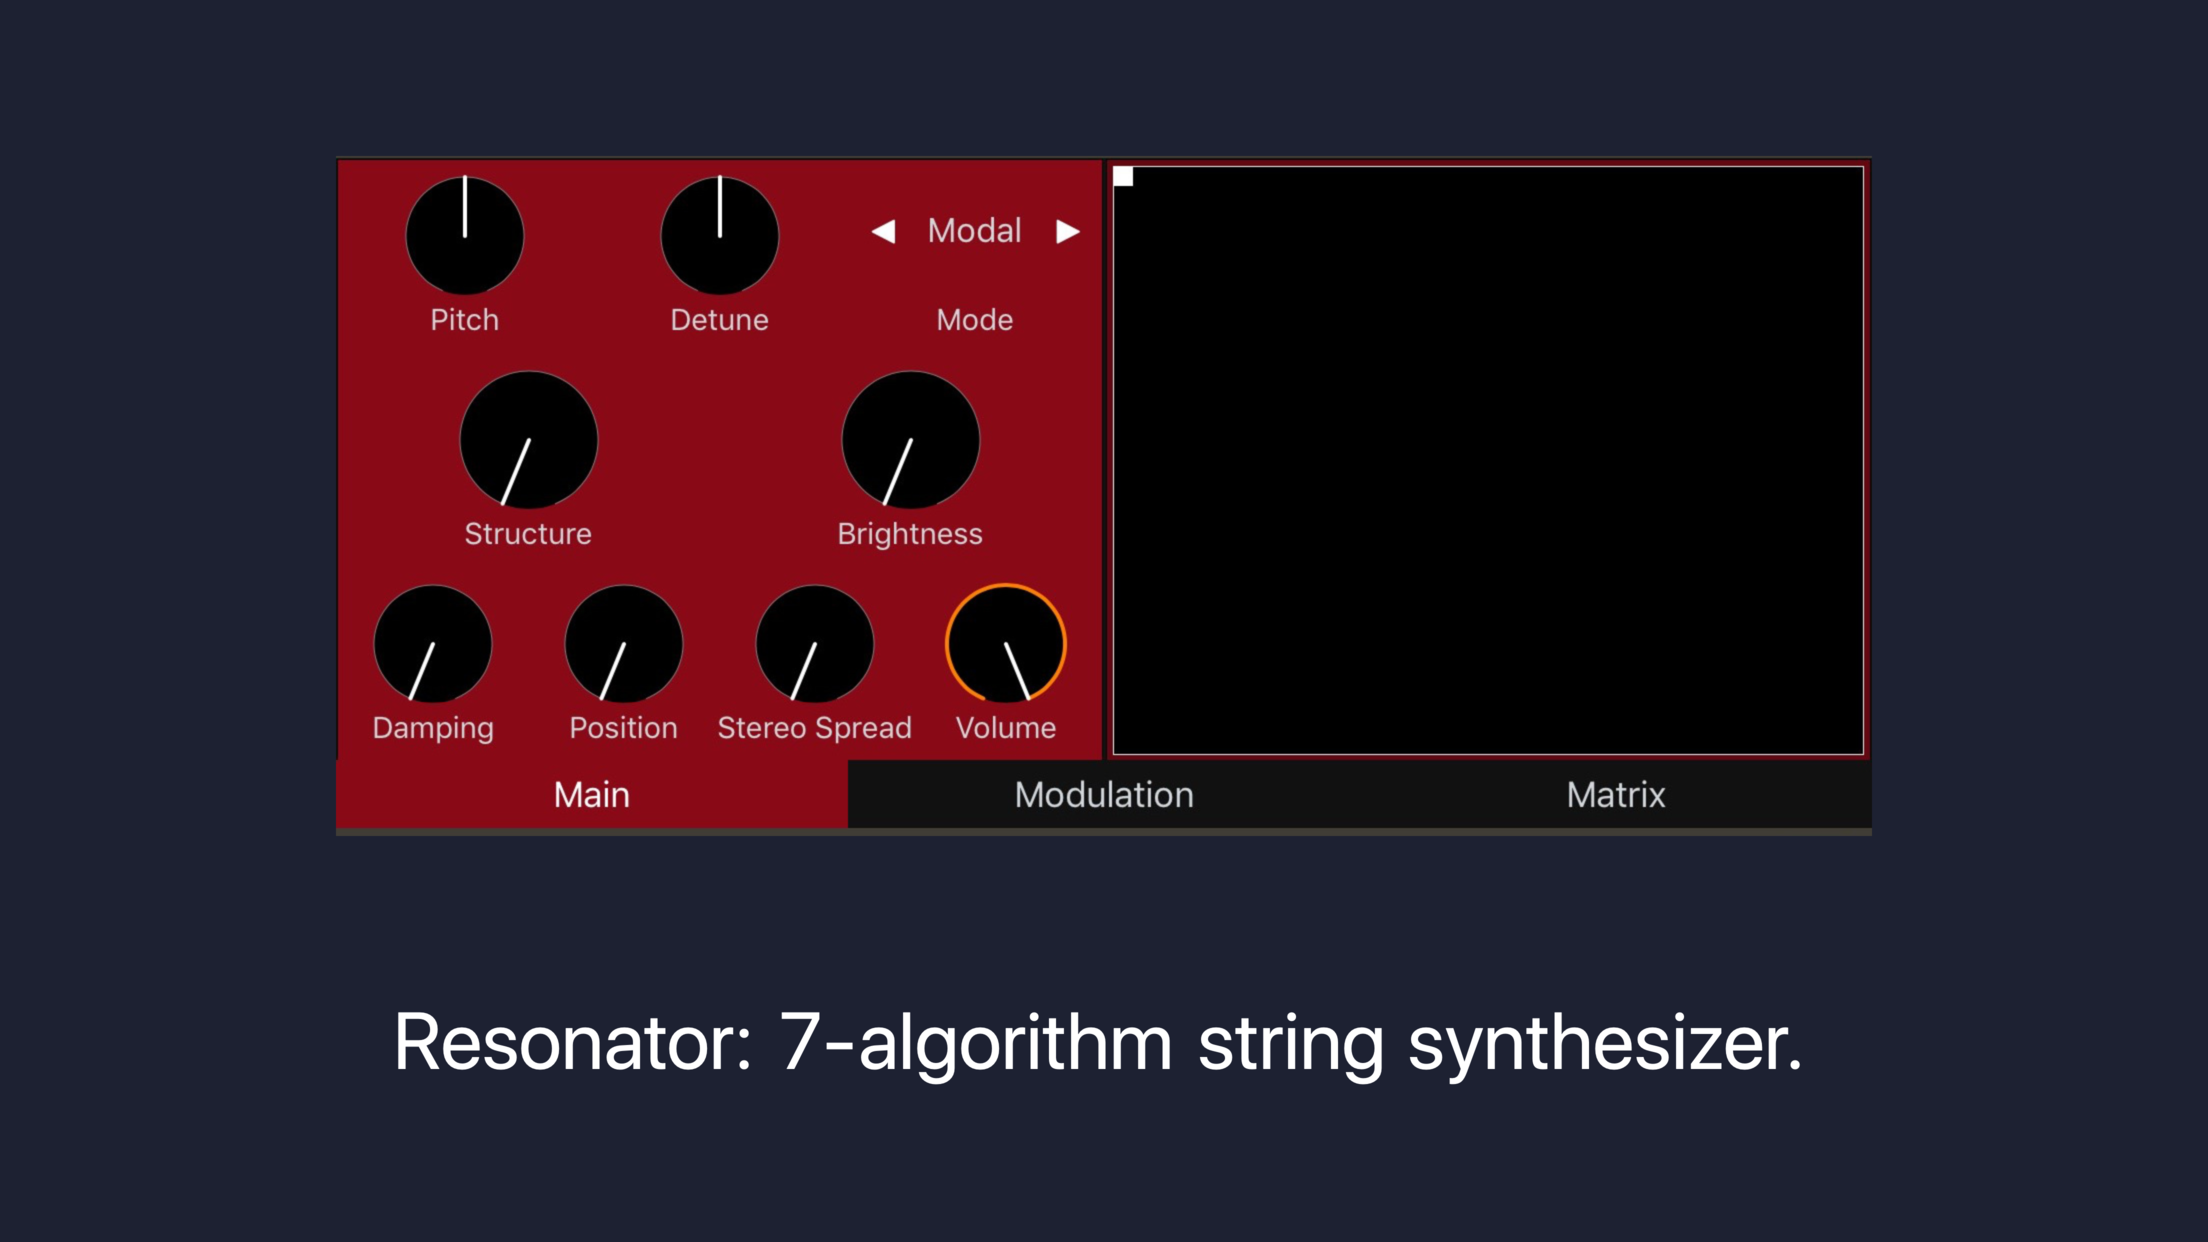 Modal
Pitch
Detune
Mode
Structure
Brightness
Damping
Position
Stereo Spread
Volume
Main
Modulation
Matrix
Resonator: 7-algorithm string synthesizer.